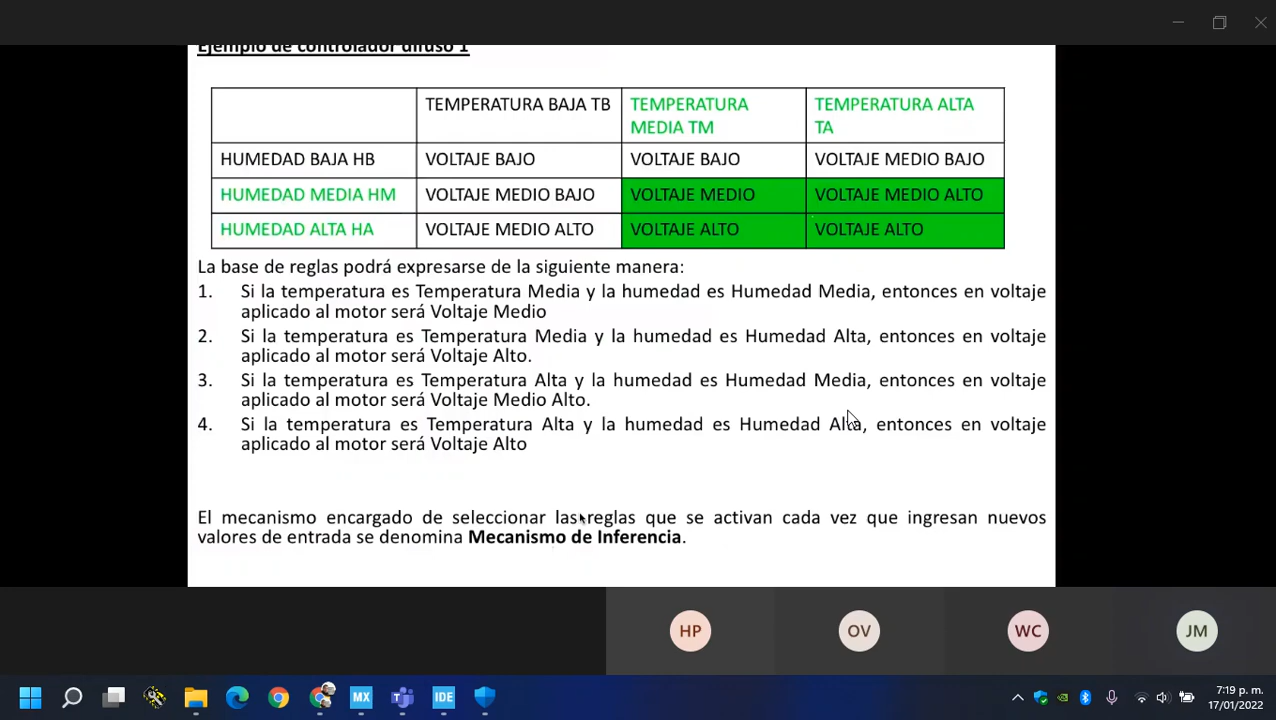 Ejemplo de controlador difuso 1
TEMPERATURA BAJA TB
TEMPERATURA
MEDIA TM
TEMPERATURA ALTA
TA
HUMEDAD BAJA HB
VOLTAJE BAJO
VOLTAJE BAJO
VOLTAJE MEDIO BAJO
HUMEDAD MEDIA HM
VOLTAJE MEDIO BAJO
VOLTAJE MEDIO
VOLTAJE MEDIO ALTO
HUMEDAD ALTA HA
VOLTAJE MEDIO ALTO
VOLTAJE ALTO
VOLTAJE ALTO
La base de reglas podrá expresarse de la siguiente manera:
1. Si la temperatura es Temperatura Media y la humedad es Humedad Media, entonces en voltaje
aplicado al motor será Voltaje Medio
2. Si la temperatura es Temperatura Media y la humedad es Humedad Alta, entonces en voltaje
aplicado al motor será Voltaje Alto.
3. Si la temperatura es Temperatura Alta y la humedad es Humedad Media, entonces en voltaje
aplicado al motor será Voltaje Medio Alto.
4. Si la temperatura es Temperatura Alta y la humedad es Humedad Alta, entonces en voltaje
aplicado al motor será Voltaje Alto
El mecanismo encargado de seleccionar las reglas que se activan cada vez que ingresan nuevos
valores de entrada se denomina Mecanismo de Inferencia.
HP
OV
WC
JM
MX
IDE
7:19 p. m.
17/01/2022